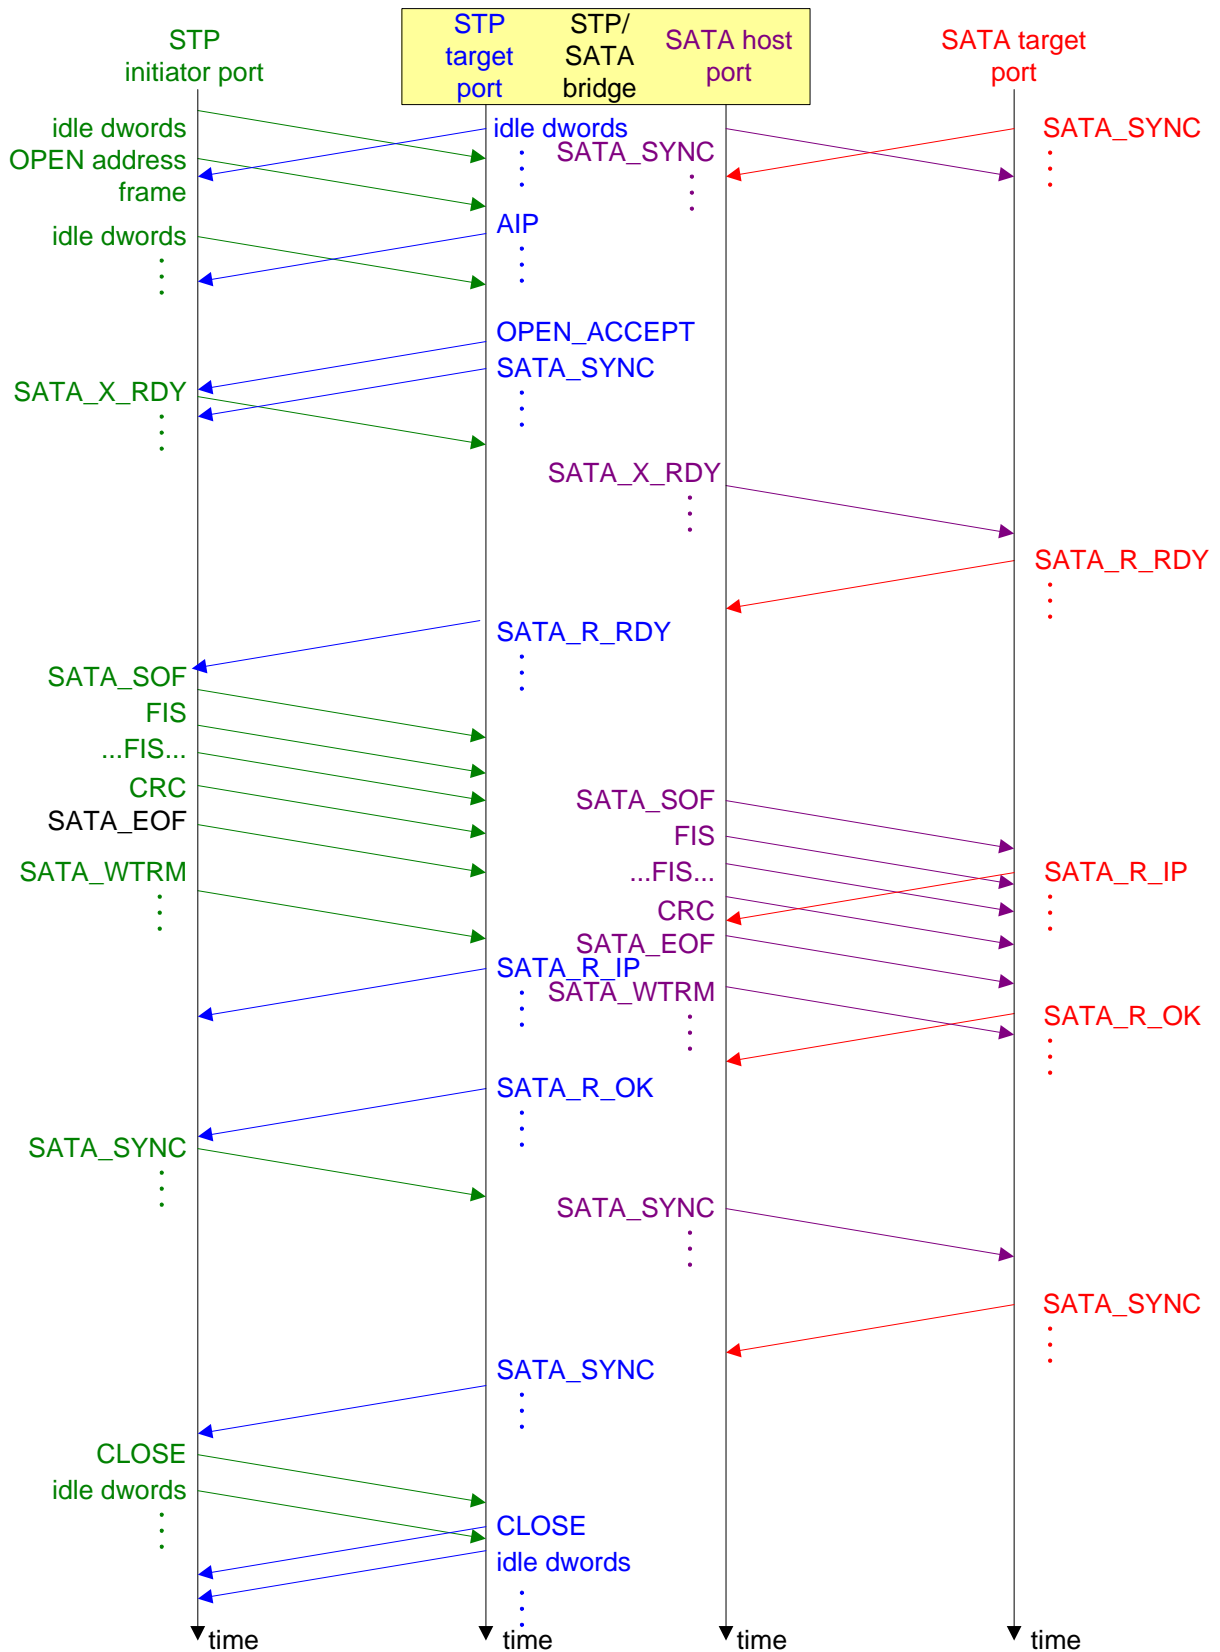 STP
initiator port
STP
target
port
STP/
SATA
bridge
SATA host
port
SATA target
port
idle dwords
idle dwords
SATA_SYNC
SATA_SYNC
OPEN address
frame
AIP
idle dwords
OPEN_ACCEPT
SATA_SYNC
SATA_X_RDY
SATA_X_RDY
SATA_R_RDY
SATA_R_RDY
SATA_SOF
FIS
...FIS...
CRC
SATA_EOF
SATA_SOF
FIS
SATA_WTRM
...FIS...
SATA_R_IP
CRC
SATA_EOF
SATA_R_IP
SATA_WTRM
SATA_R_OK
SATA_R_OK
SATA_SYNC
SATA_SYNC
SATA_SYNC
SATA_SYNC
CLOSE
idle dwords
CLOSE
idle dwords
time
time
time
time